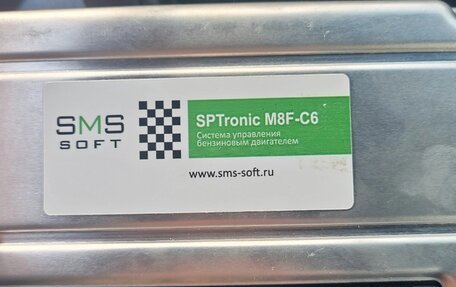 SMS
SOFT
SPTronic M8F-C6
Система управления
бензиновым двигателем
www.sms-soft.ru